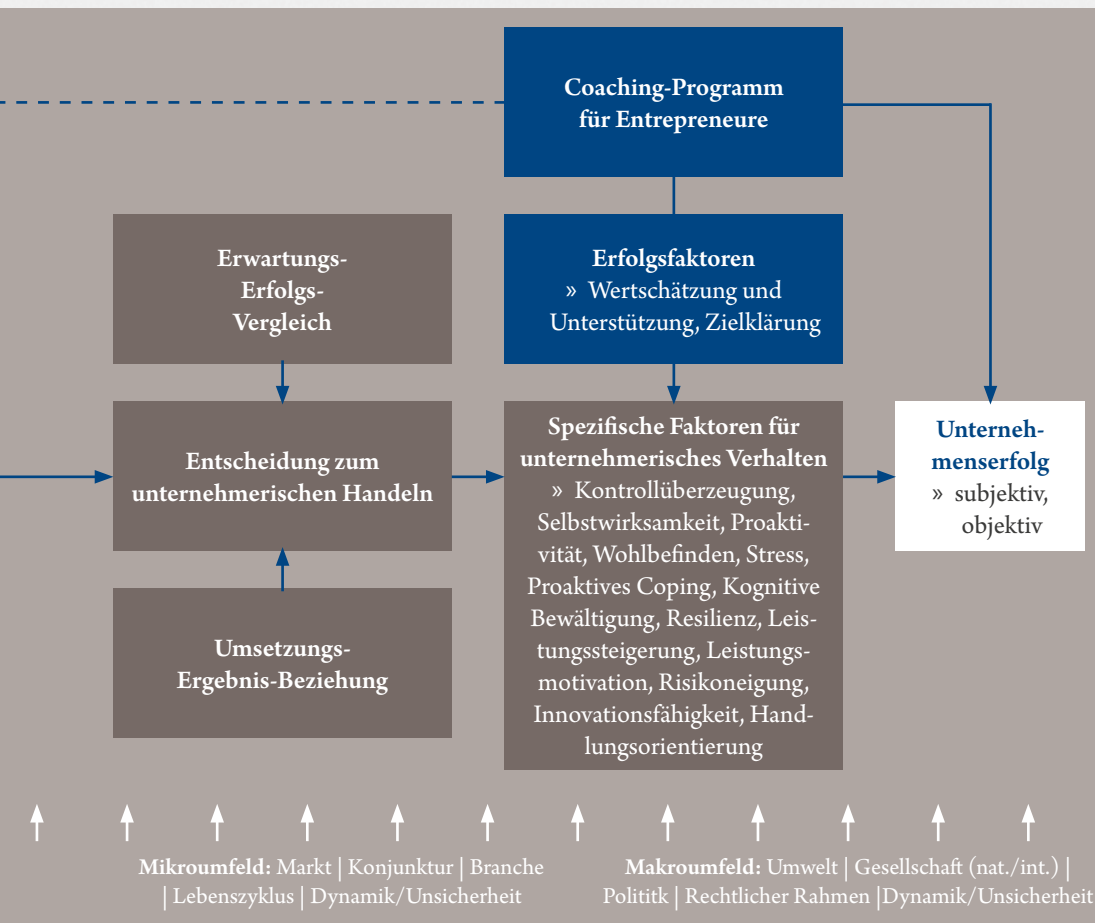 Coaching-Programm
für Entrepreneure
Erwartungs-
Erfolgs-
Vergleich
Erfolgsfaktoren
» Wertschätzung und
Unterstützung, Zielklärung
Entscheidung zum
unternehmerischen Handeln
Spezifische Faktoren für
unternehmerisches Verhalten
» Kontrollüberzeugung,
Selbstwirksamkeit, Proakti-
vität, Wohlbefinden, Stress,
Proaktives Coping, Kognitive
Bewältigung, Resilienz, Leis-
tungssteigerung, Leistungs-
motivation, Risikoneigung,
Innovationsfähigkeit, Hand-
lungsorientierung
Unterneh-
menserfolg
» subjektiv,
objektiv
Umsetzungs-
Ergebnis-Beziehung
Mikroumfeld: Markt | Konjunktur | Branche
| Lebenszyklus | Dynamik/Unsicherheit
Makroumfeld: Umwelt | Gesellschaft (nat./int.) |
Polititk | Rechtlicher Rahmen |Dynamik/Unsicherheit